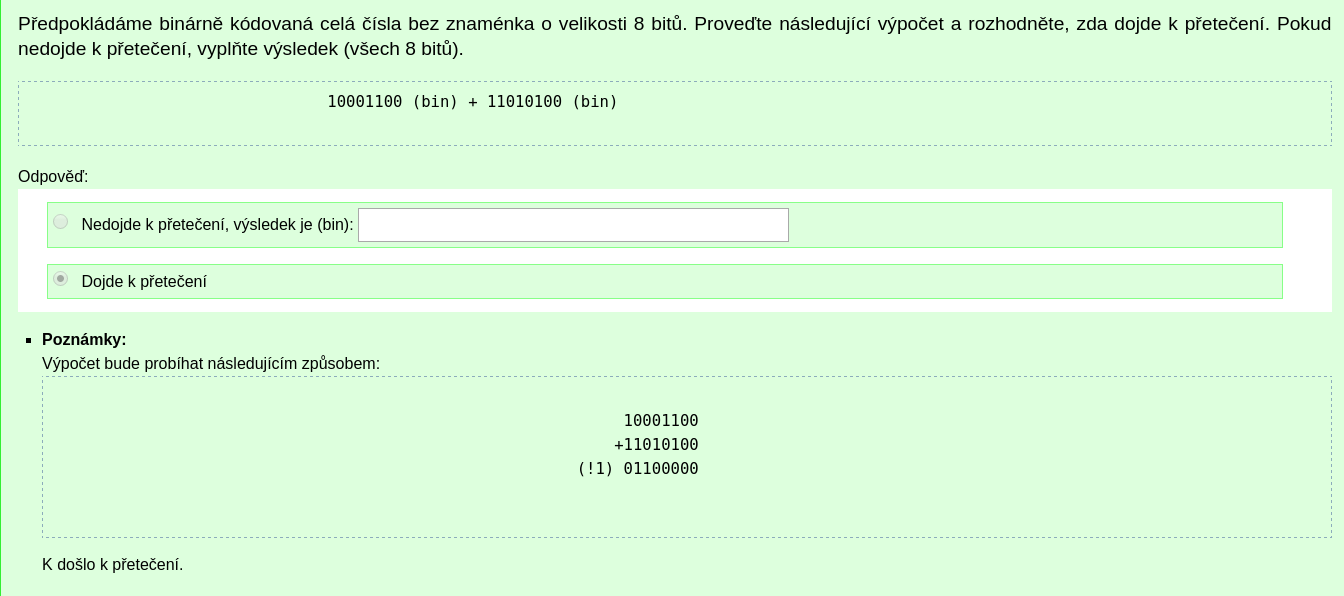 Předpokládáme binárně kódovaná celá čísla bez znaménka o velikosti 8 bitů. Proveďte následující výpočet a rozhodněte, zda dojde k přetečení. Pokud
nedojde k přetečení, vyplňte výsledek (všech 8 bitů).
10001100 (bin) + 11010100 (bin)
Odpověď:
Nedojde k přetečení, výsledek je (bin):
Dojde k přetečení
Poznámky:
Výpočet bude probíhat následujícím způsobem:
10001100
+11010100
(!1) 01100000
K došlo k přetečení.